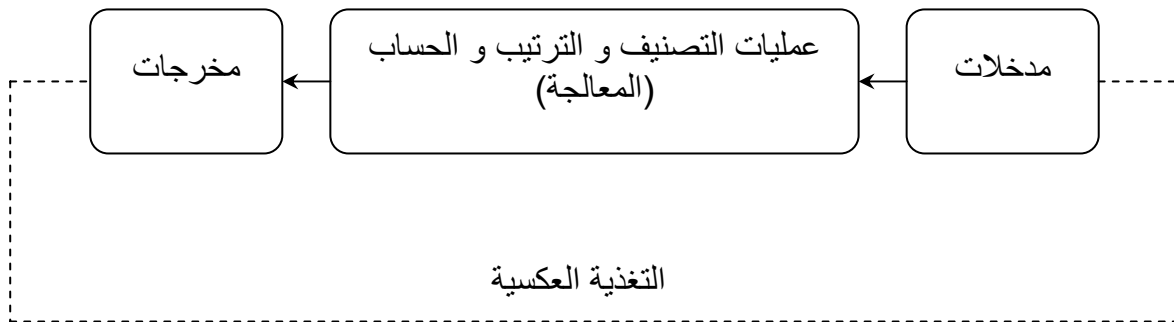 مدخلات
عمليات التصنيف و الترتيب و الحساب
(المعالجة)
مخرجات
التغذية العكسية